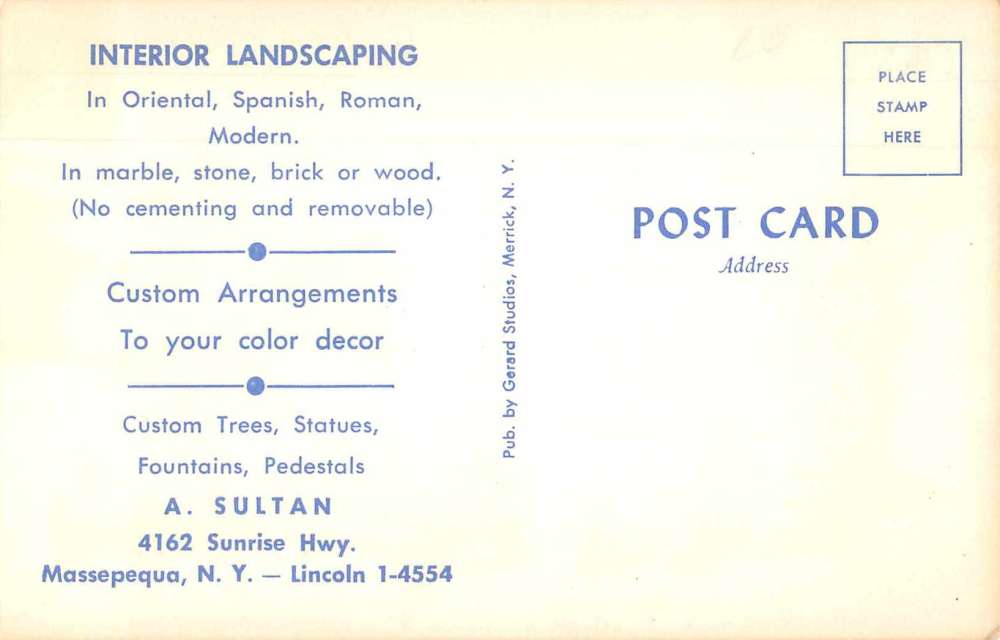 INTERIOR LANDSCAPING
In Oriental, Spanish, Roman,
Modern.
In marble, stone, brick or wood.
(No cementing and removable)
Custom Arrangements
To your color decor
Custom Trees, Statues,
Fountains, Pedestals
A. SULTAN
4162 Sunrise Hwy.
Massepequa, N. Y. — Lincoln 1-4554
Pub. by Gerard Studios, Merrick, N. Y.
PLACE
STAMP
HERE
POST CARD
Address